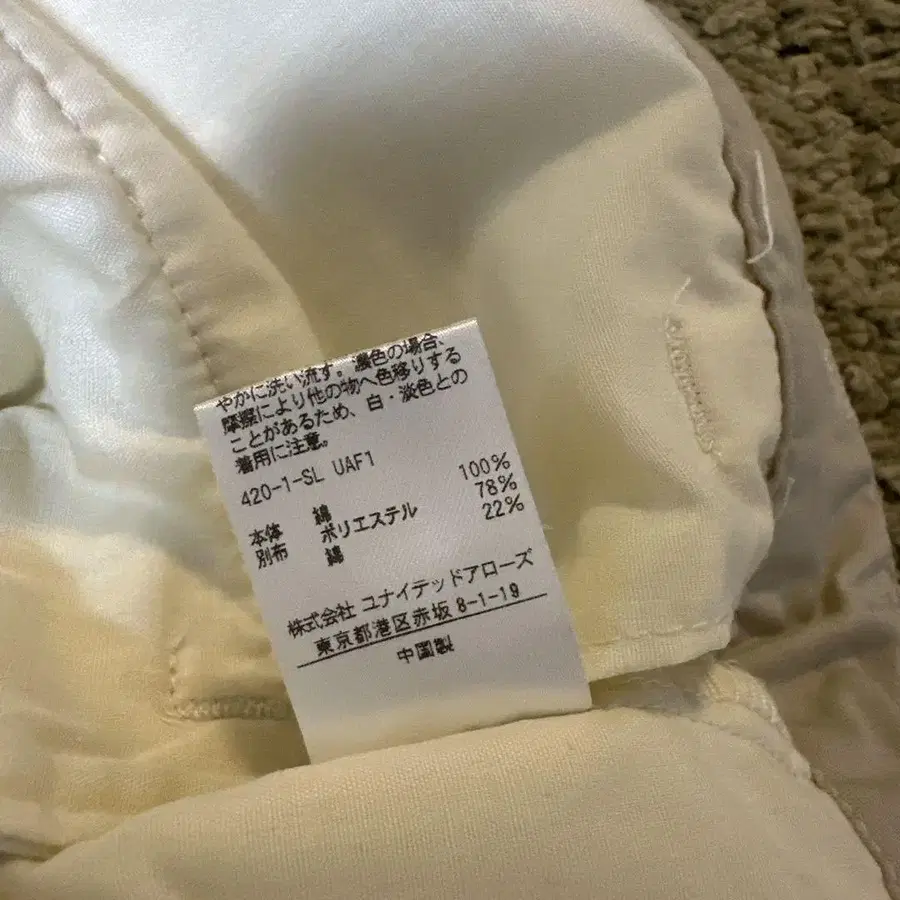 やかに洗い流す。濃色の場合、
摩擦により他の物へ色移りする
ことがあるため、白・淡色との
着用に注意。
420-1-SL UAF1
本体 綿 100%
別布 ポリエステル 78%
綿 22%
株式会社 ユナイテッドアローズ
東京都港区赤坂 8-1-19
中国製